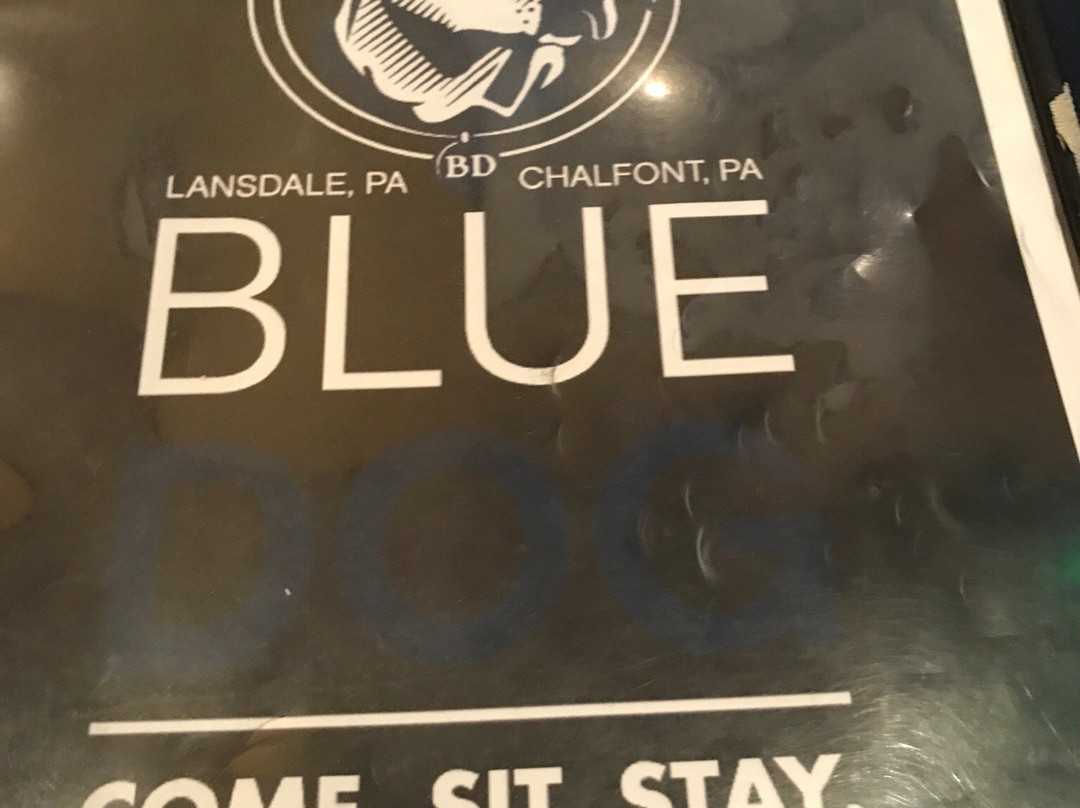 BD
LANSDALE, PA CHALFONT, PA
BLUE
DOG
COME. SIT. STAY.